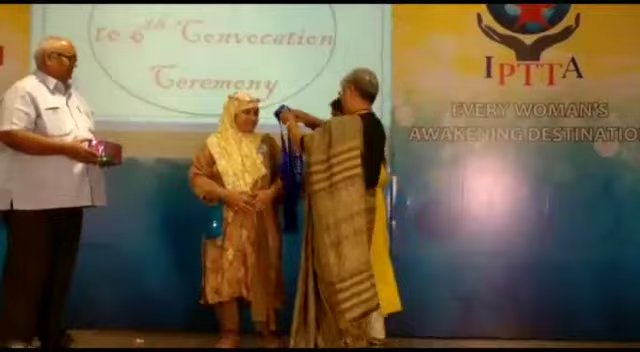 to 6th Convocation
Ceremony
IPTTA
EVERY WOMAN'S
AWAKENING DESTINATIO